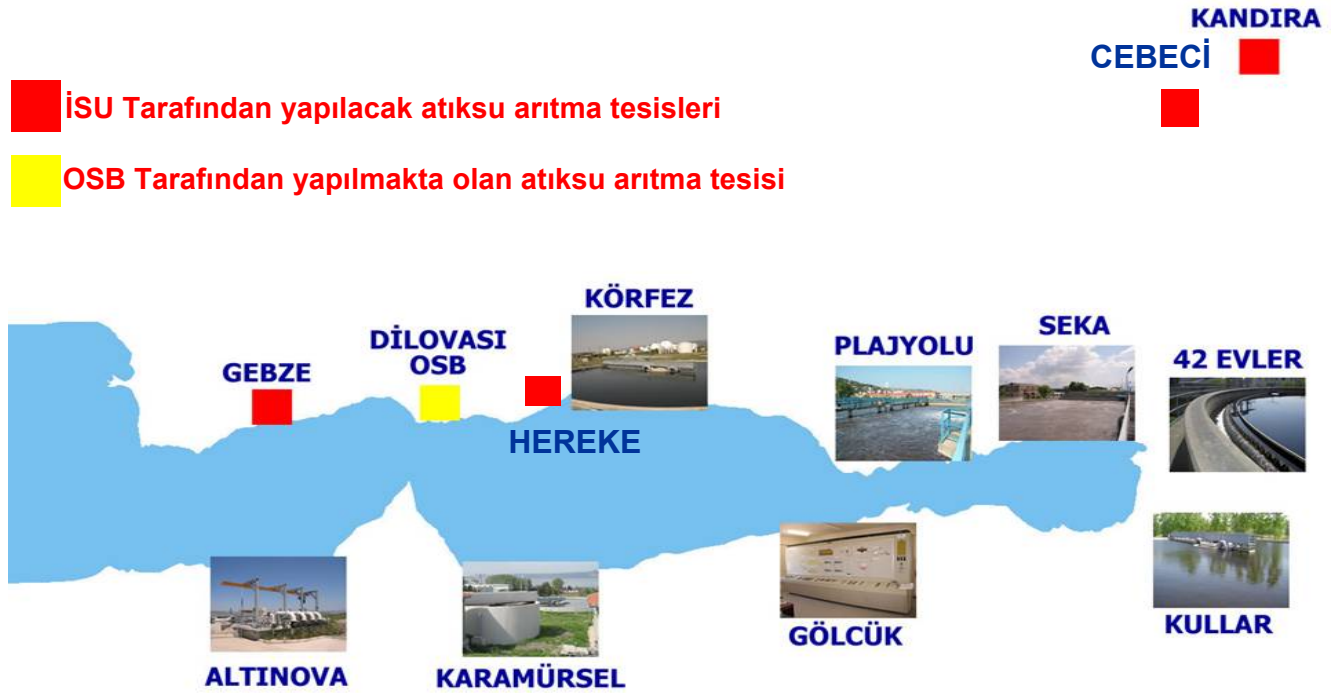 KANDIRA
CEBECİ
İSU Tarafından yapılacak atıksu arıtma tesisleri
OSB Tarafından yapılmakta olan atıksu arıtma tesisi
KÖRFEZ
DİLOVASI
OSB
GEBZE
HEREKE
PLAJYOLU
SEKA
42 EVLER
ALTINOVA
KARAMÜRSEL
GÖLCÜK
KULLAR